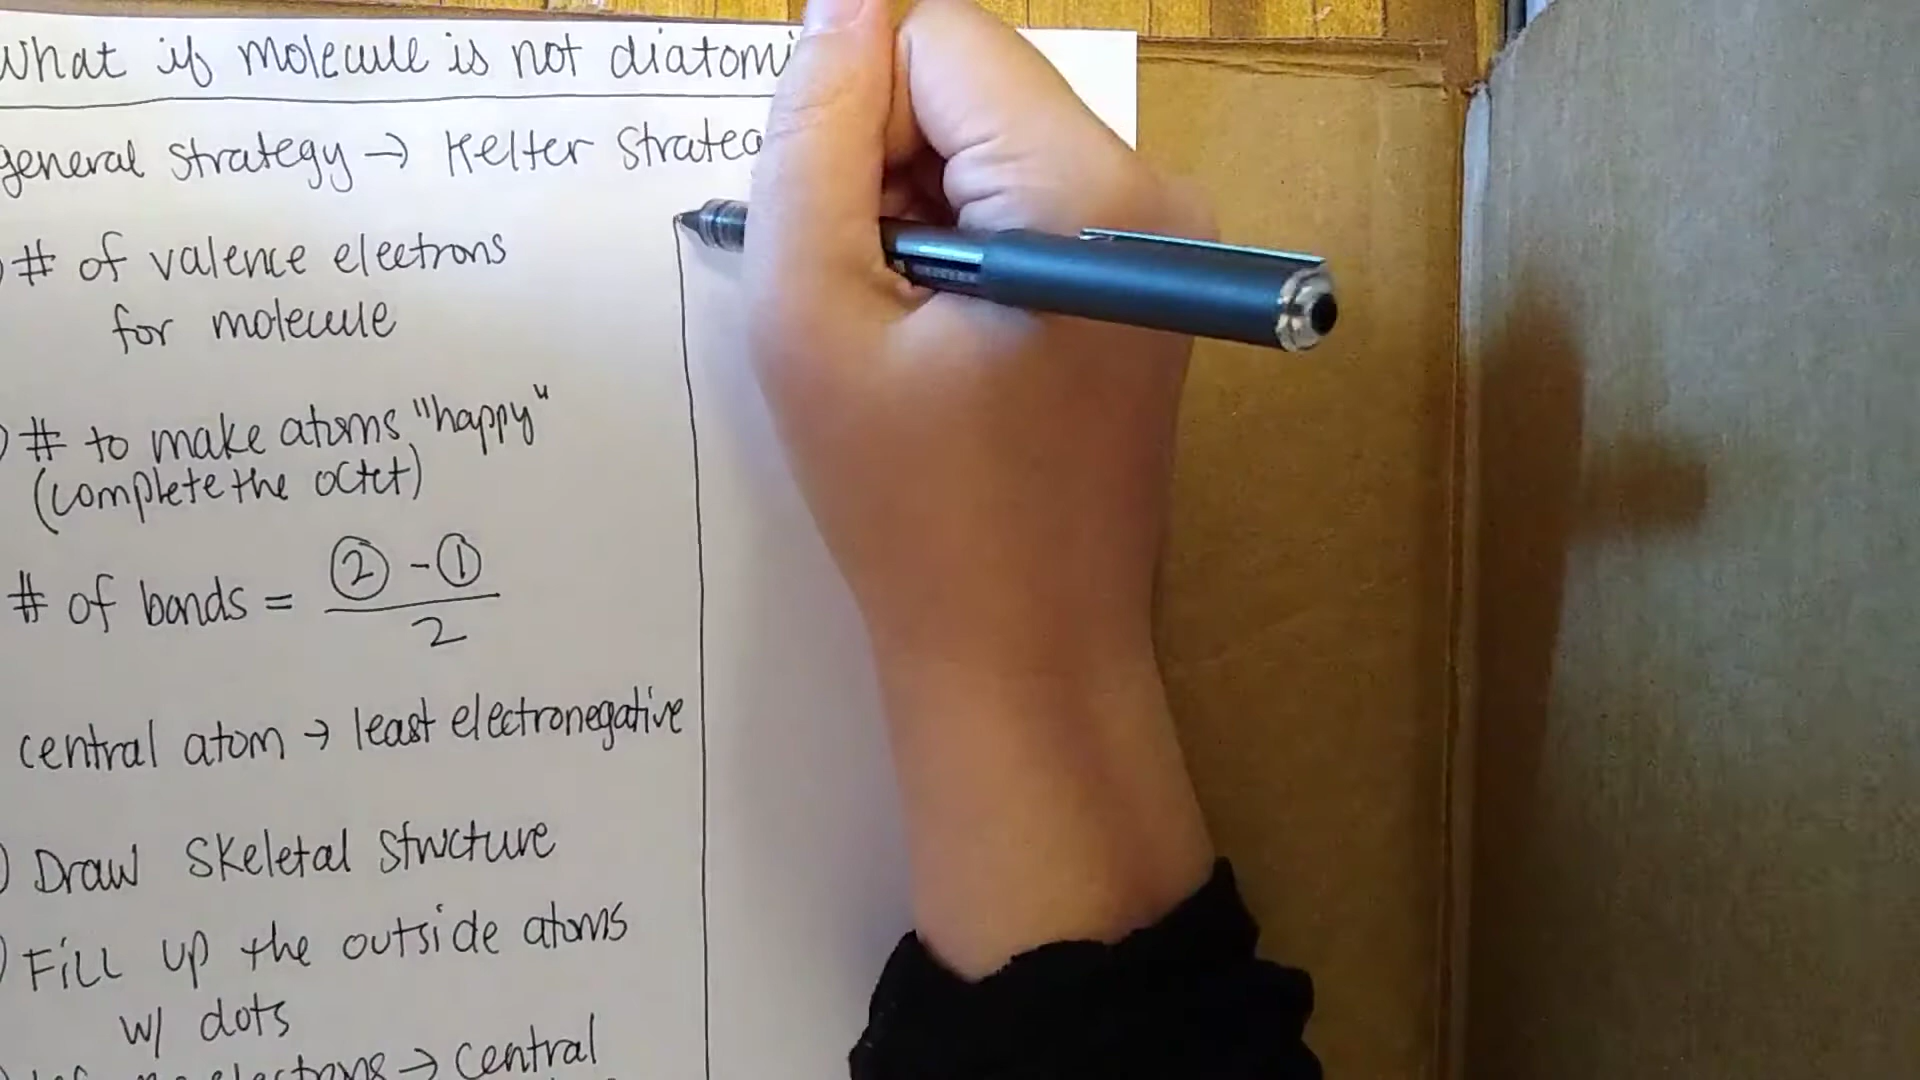 What if molecule is not diatomi
general strategy → Kelter strateg
# of valence electrons
for molecule
# to make atoms "happy"
(complete the octet)
# of bonds = ② - ①
2
central atom → least electronegative
Draw skeletal structure
Fill up the outside atoms
w/ dots
electrons → central